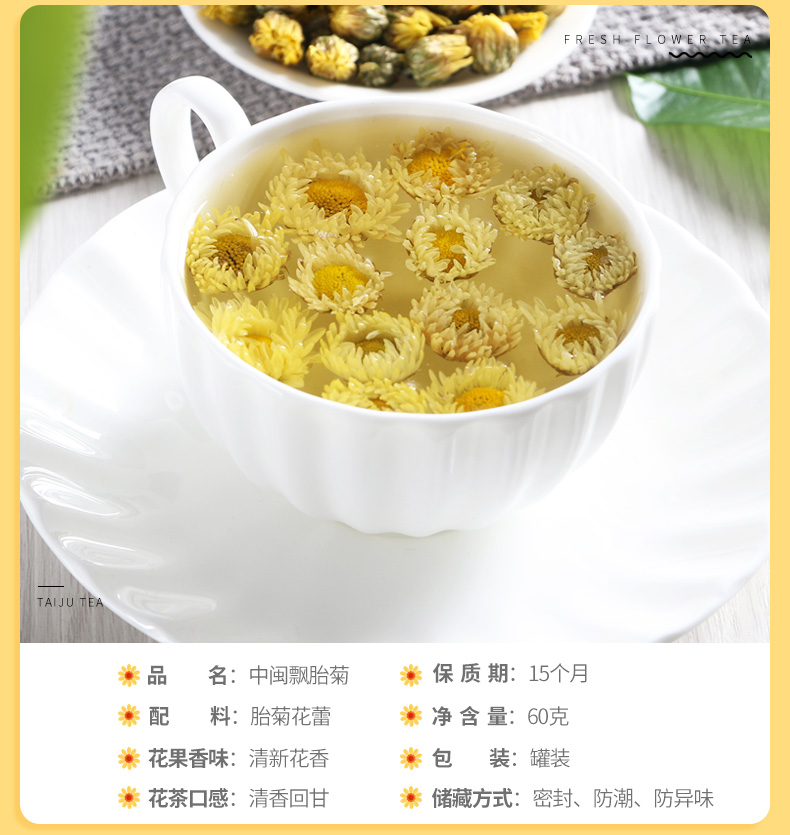 FRESH FLOWER TEA
TAIJU TEA
品 名：中闽飘胎菊
保质期：15个月
配 料：胎菊花蕾
净含量：60克
花果香味：清新花香
包 装：罐装
花茶口感：清香回甘
储藏方式：密封、防潮、防异味